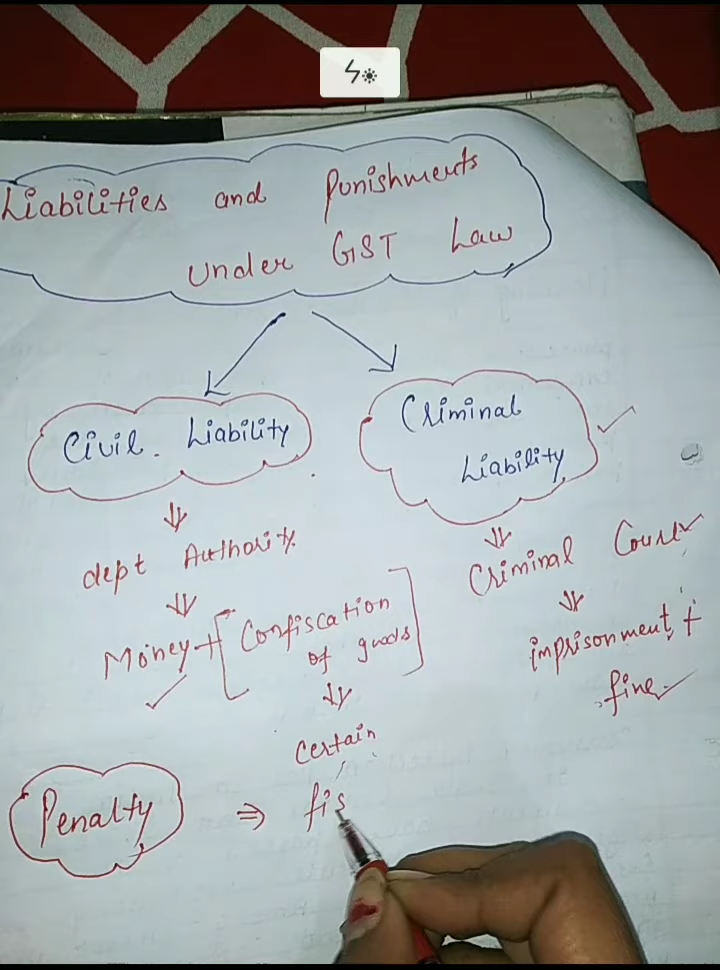 Liabilities and Punishments
Under GST Law
Civil. Liability
Criminal
Liability
dept Authority
Money + [Confiscation
of goods]
Certain
Criminal Court
imprisonment +
fine
Penalty ⇒ fis